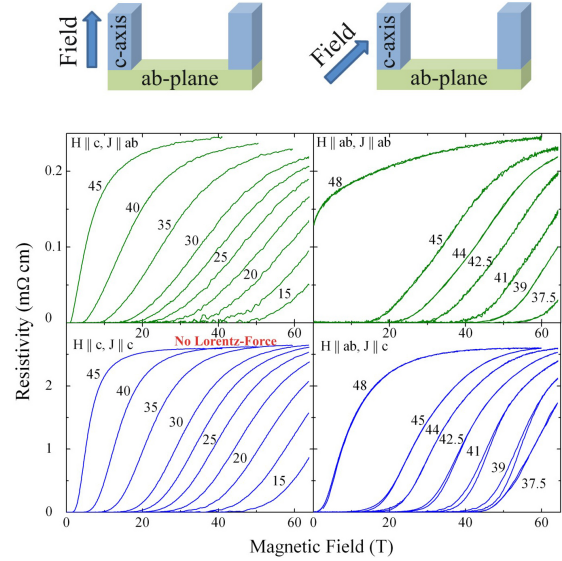 Field
c-axis
ab-plane
Field
c-axis
ab-plane
Resistivity (mΩ cm)
H || c, J || ab
0.2
0.1
0
45
40
35
30
25
20
15
H || ab, J || ab
48
45
44
42.5
41
39
37.5
H || c, J || c
No Lorentz-Force
2
1
0
45
40
35
30
25
20
15
H || ab, J || c
48
45
44
42.5
41
39
37.5
0 20 40 60 0 20 40 60
Magnetic Field (T)